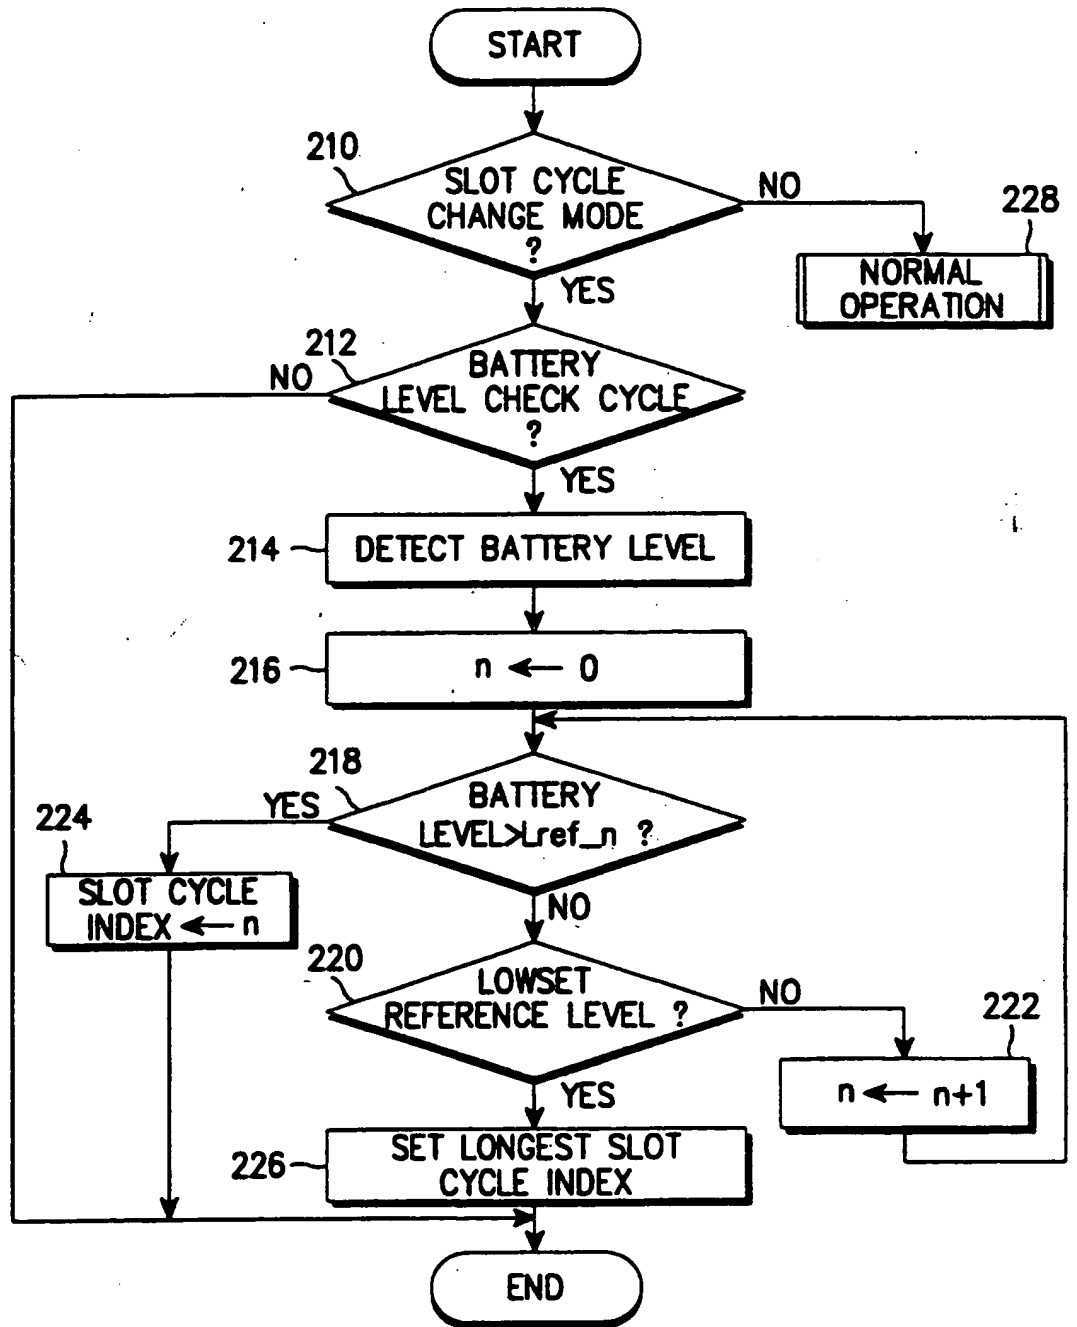 START
210
SLOT CYCLE
CHANGE MODE
?
NO
228
NORMAL
OPERATION
YES
212
NO
BATTERY
LEVEL CHECK CYCLE
?
YES
214
DETECT BATTERY LEVEL
216
n ← 0
218
YES
BATTERY
LEVEL>Lref_n ?
224
SLOT CYCLE
INDEX ← n
NO
220
LOWSET
REFERENCE LEVEL ?
NO
222
n ← n+1
YES
226
SET LONGEST SLOT
CYCLE INDEX
END